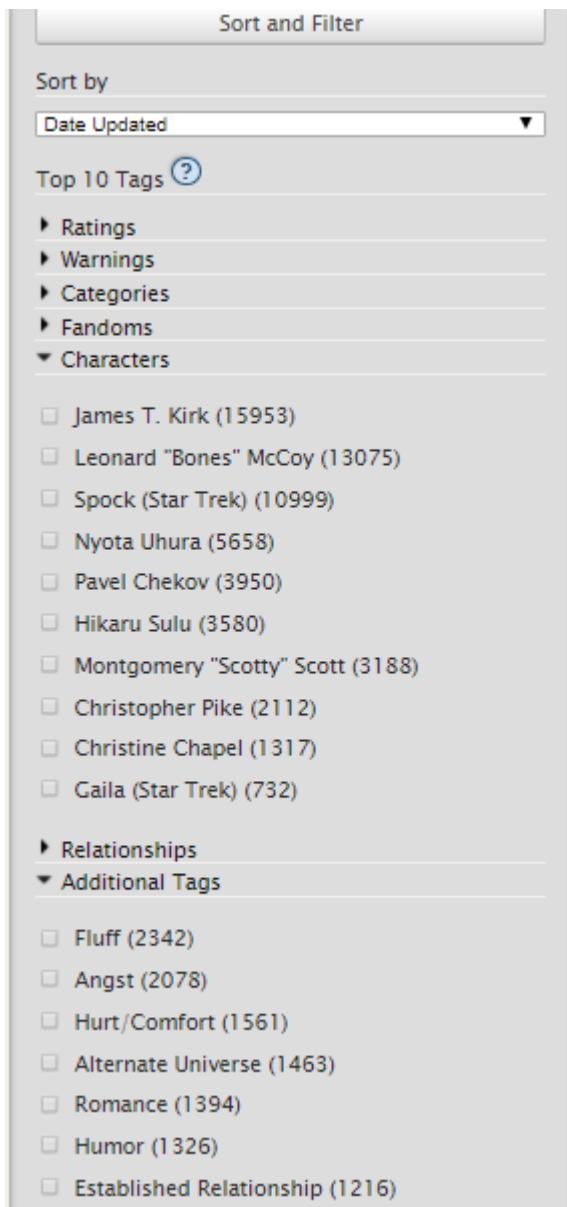 Sort and Filter
Sort by
Date Updated
Top 10 Tags ?
Ratings
Warnings
Categories
Fandoms
Characters
James T. Kirk (15953)
Leonard "Bones" McCoy (13075)
Spock (Star Trek) (10999)
Nyota Uhura (5658)
Pavel Chekov (3950)
Hikaru Sulu (3580)
Montgomery "Scotty" Scott (3188)
Christopher Pike (2112)
Christine Chapel (1317)
Gaila (Star Trek) (732)
Relationships
Additional Tags
Fluff (2342)
Angst (2078)
Hurt/Comfort (1561)
Alternate Universe (1463)
Romance (1394)
Humor (1326)
Established Relationship (1216)